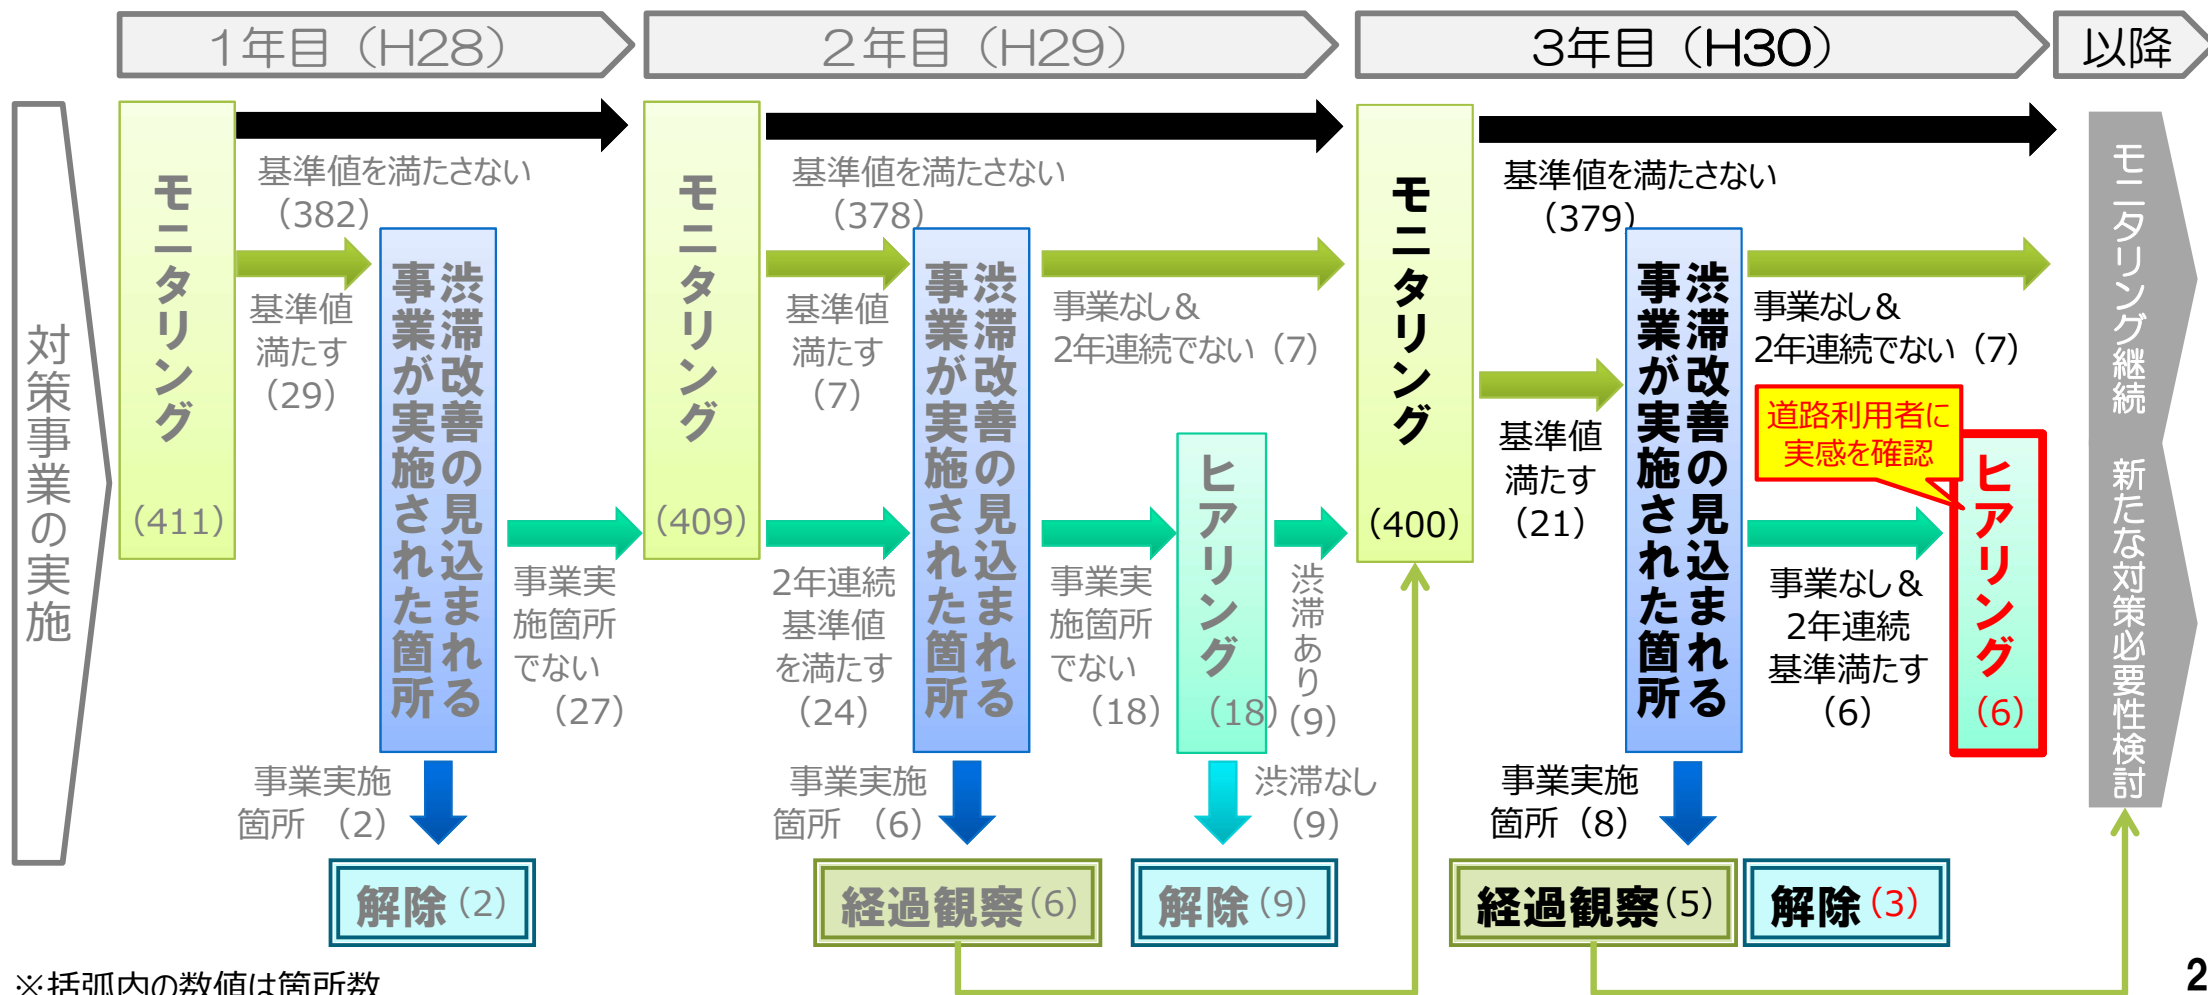 1年目（H28）
2年目（H29）
3年目（H30）
以降
対策事業の実施
モニタリング
（411）
基準値を満たさない
（382）
基準値
満たす
（29）
渋滞改善の見込まれる
事業が実施された箇所
事業実
施箇所
でない
（27）
事業実施
箇所 （2）
解除（2）
モニタリング
（409）
基準値を満たさない
（378）
基準値
満たす
（7）
2年連続
基準値
を満たす
（24）
渋滞改善の見込まれる
事業が実施された箇所
事業なし＆
2年連続でない（7）
事業実
施箇所
でない
（18）
ヒアリング
（18）
渋滞あり
（9）
事業実施
箇所 （6）
経過観察（6）
渋滞なし
（9）
解除（9）
モニタリング
（400）
基準値を満たさない
（379）
基準値
満たす
（21）
渋滞改善の見込まれる
事業が実施された箇所
事業なし＆
2年連続でない（7）
道路利用者に
実感を確認
事業なし＆
2年連続
基準満たす
（6）
ヒアリング
（6）
事業実施
箇所（8）
経過観察（5）
解除（3）
モニタリング継続 新たな対策必要性検討
※括弧内の数値は箇所数
2